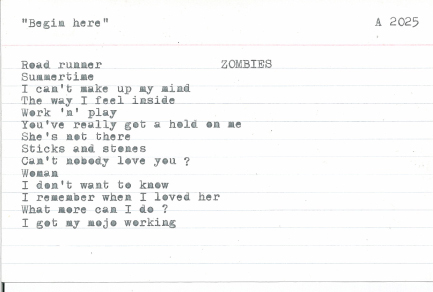 "Begin here" A 2025
Road runner ZOMBIES
Summertime
I can't make up my mind
The way I feel inside
Work 'n' play
You've really got a hold on me
She's not there
Sticks and stones
Can't nobody love you ?
Woman
I don't want to know
I remember when I loved her
What more can I do ?
I got my mojo working